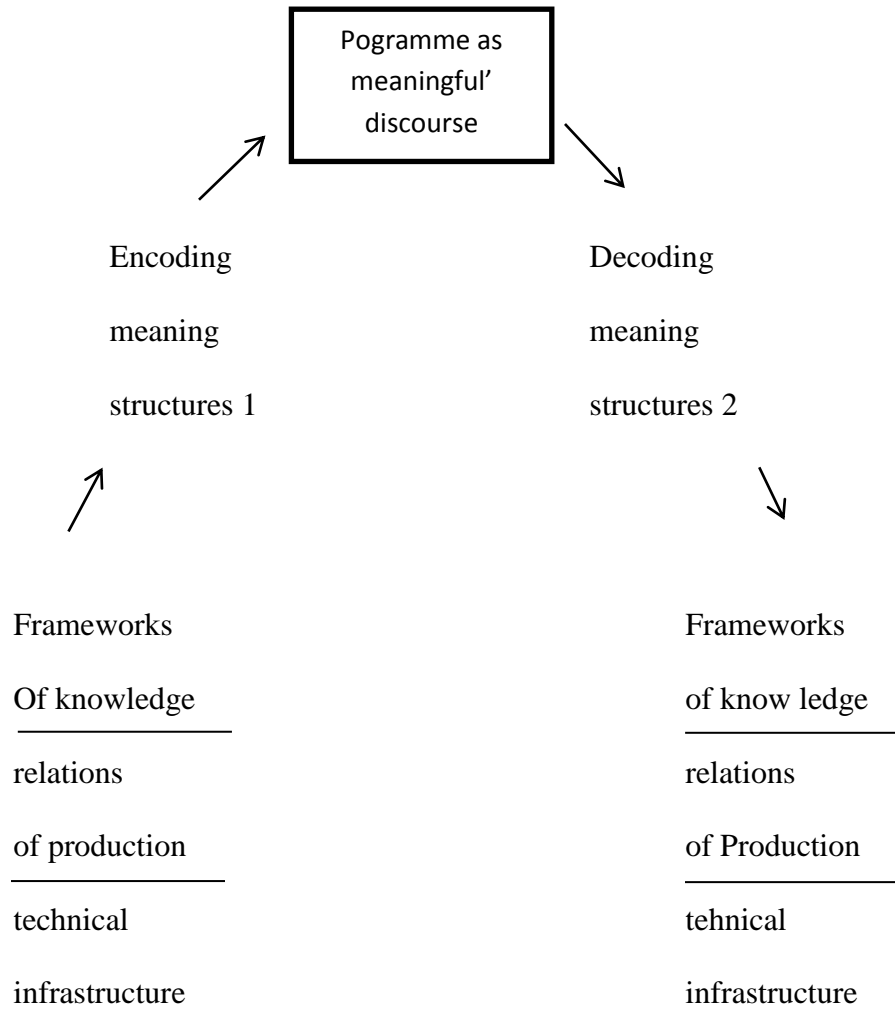 Pogramme as
meaningful’
discourse
Encoding
meaning
structures 1
Decoding
meaning
structures 2
Frameworks
Of knowledge
relations
of production
technical
infrastructure
Frameworks
of know ledge
relations
of Production
tehnical
infrastructure